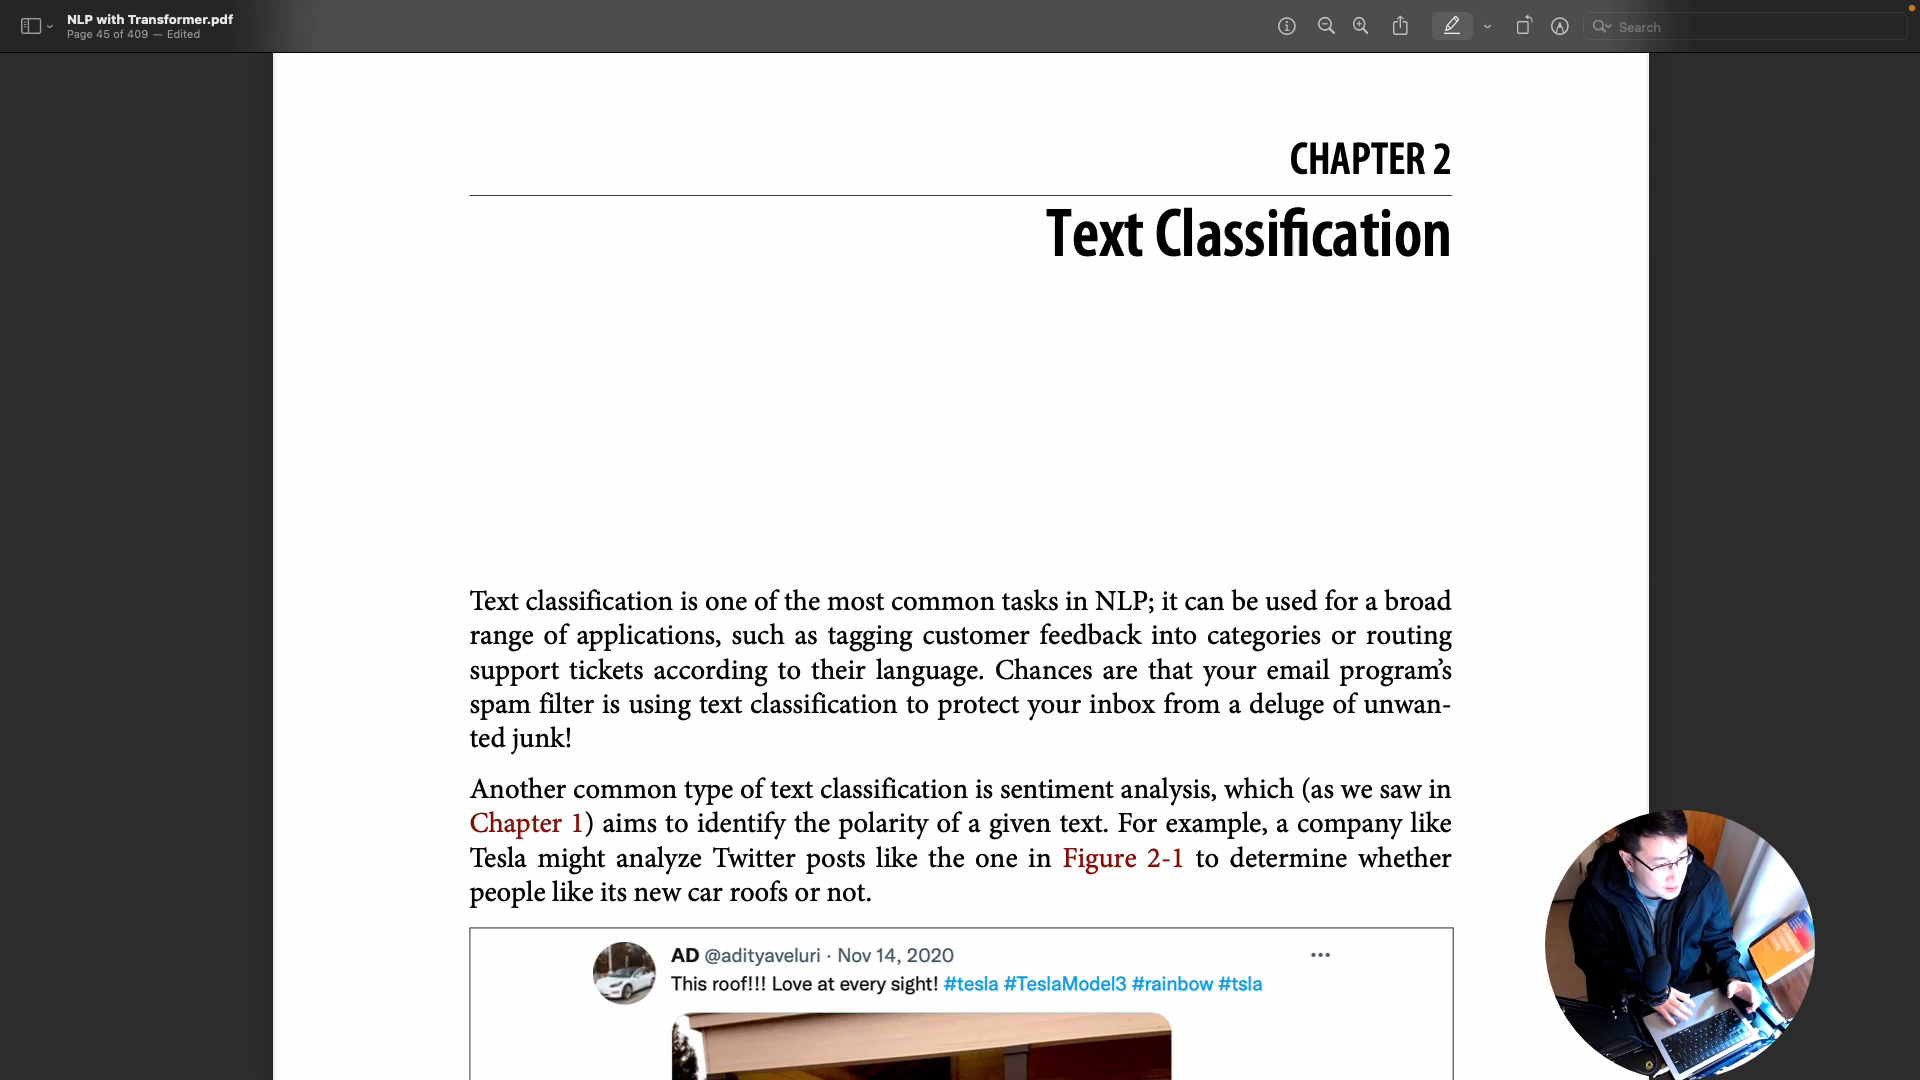 NLP with Transformer.pdf
Page 45 of 409 — Edited
Search
CHAPTER 2
Text Classification
Text classification is one of the most common tasks in NLP; it can be used for a broad
range of applications, such as tagging customer feedback into categories or routing
support tickets according to their language. Chances are that your email program’s
spam filter is using text classification to protect your inbox from a deluge of unwan-
ted junk!
Another common type of text classification is sentiment analysis, which (as we saw in
Chapter 1) aims to identify the polarity of a given text. For example, a company like
Tesla might analyze Twitter posts like the one in Figure 2-1 to determine whether
people like its new car roofs or not.
AD @adityaveluri · Nov 14, 2020
This roof!!! Love at every sight! #tesla #TeslaModel3 #rainbow #tsla